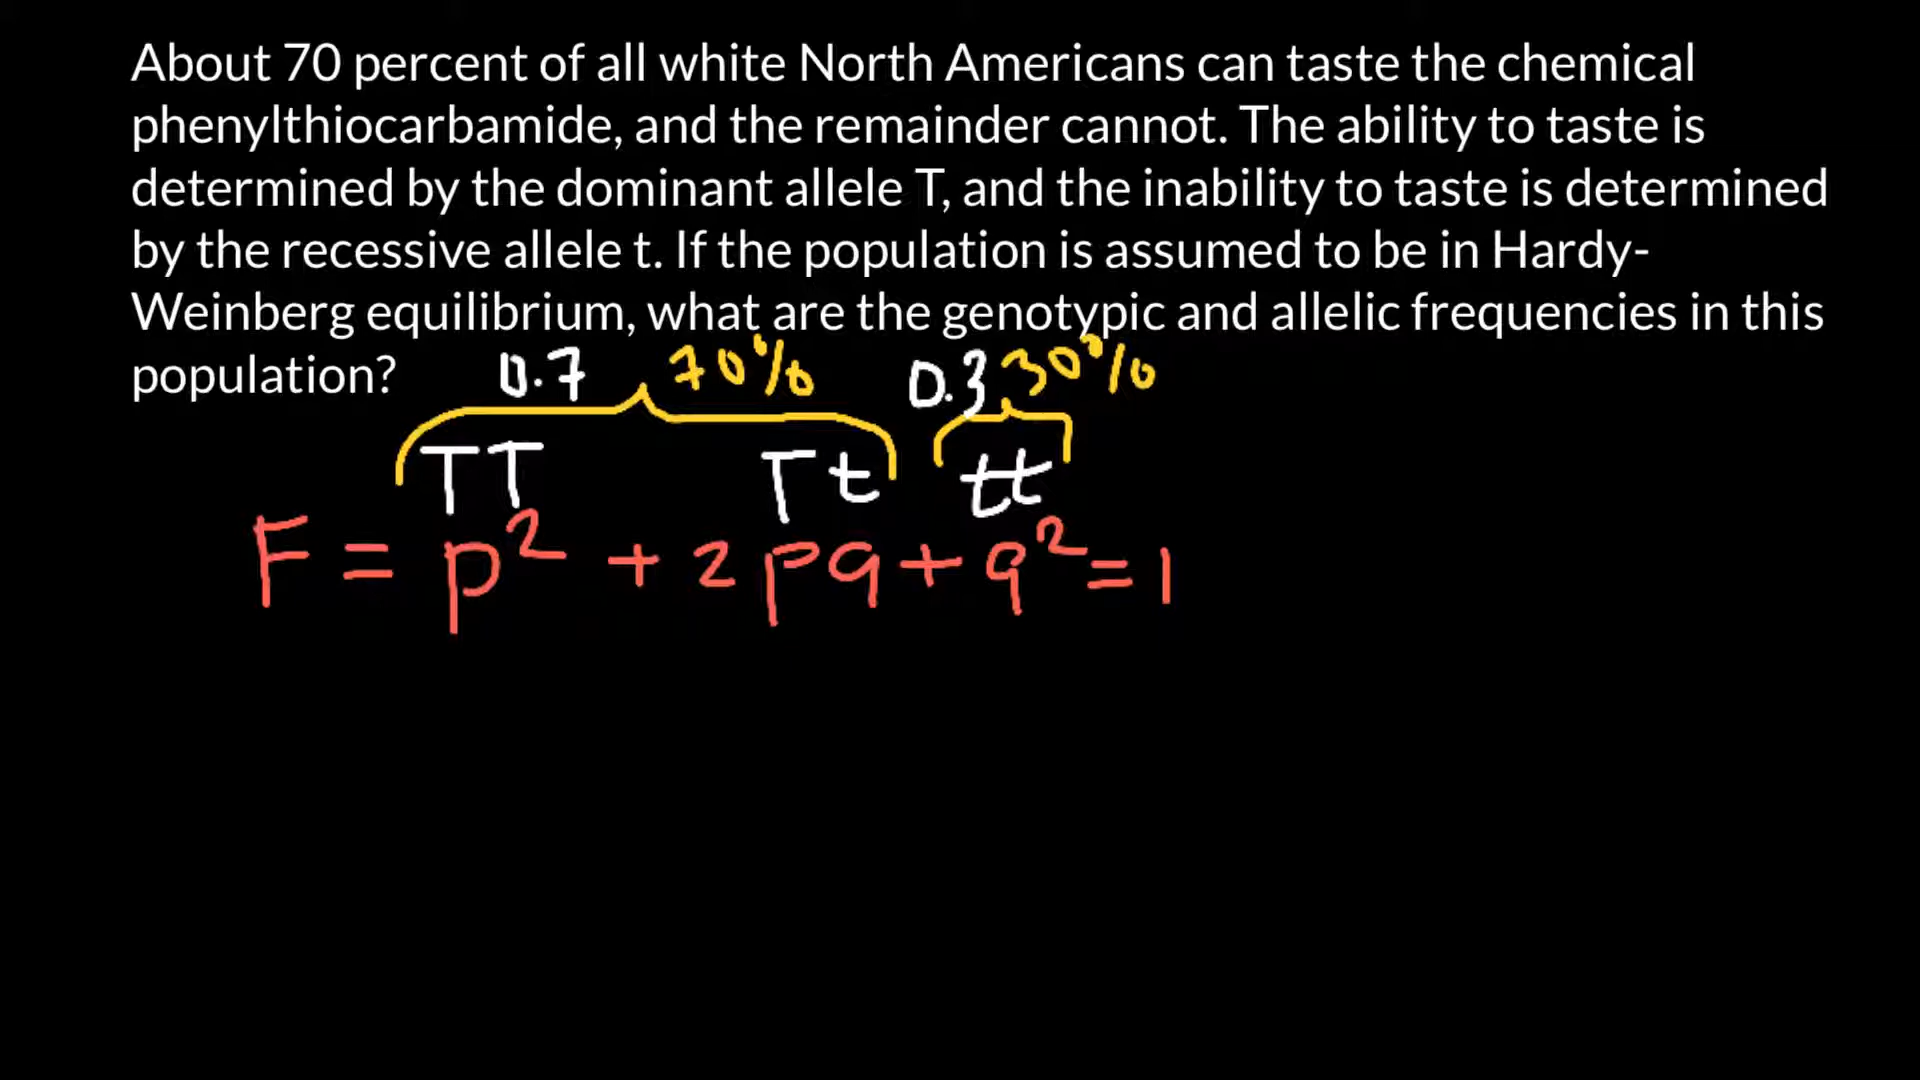 About 70 percent of all white North Americans can taste the chemical
phenylthiocarbamide, and the remainder cannot. The ability to taste is
determined by the dominant allele T, and the inability to taste is determined
by the recessive allele t. If the population is assumed to be in Hardy-
Weinberg equilibrium, what are the genotypic and allelic frequencies in this
population? 0.7 70% 0.3 30%
TT Tt tt
F = p² + 2pq + q² = 1